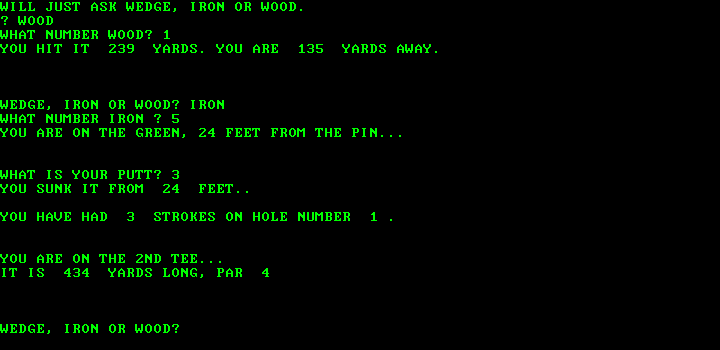 WILL JUST ASK WEDGE, IRON OR WOOD.
? WOOD
WHAT NUMBER WOOD? 1
YOU HIT IT  239  YARDS. YOU ARE  135  YARDS AWAY.
WEDGE, IRON OR WOOD? IRON
WHAT NUMBER IRON ? 5
YOU ARE ON THE GREEN, 24 FEET FROM THE PIN...
WHAT IS YOUR PUTT? 3
YOU SUNK IT FROM  24  FEET..
YOU HAVE HAD  3  STROKES ON HOLE NUMBER  1 .
YOU ARE ON THE 2ND TEE...
IT IS  434  YARDS LONG, PAR  4
WEDGE, IRON OR WOOD?